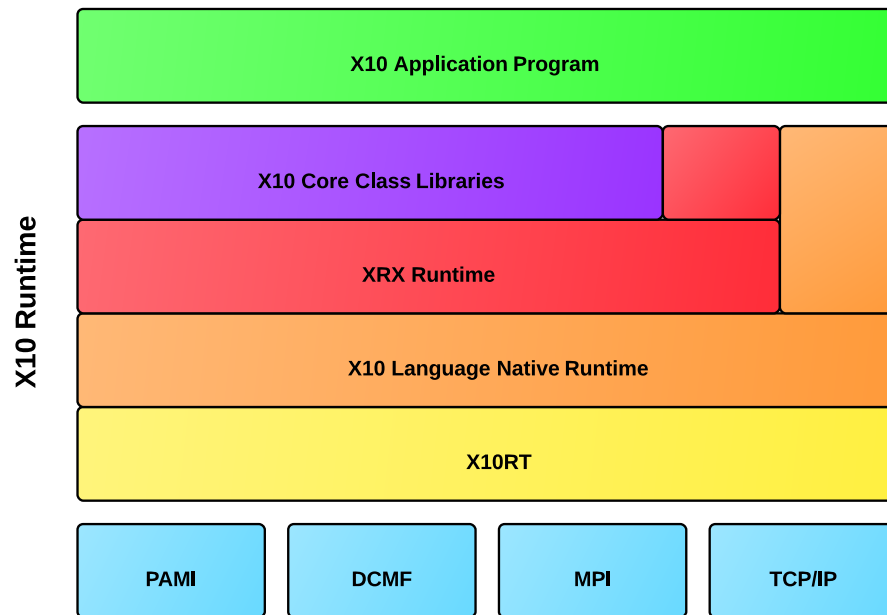 X10 Application Program
X10 Runtime
X10 Core Class Libraries
XRX Runtime
X10 Language Native Runtime
X10RT
PAMI
DCMF
MPI
TCP/IP